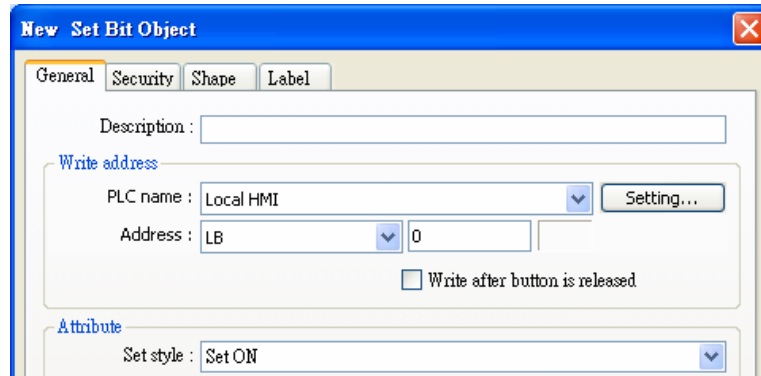 New Set Bit Object
General Security Shape Label
Description :
Write address
PLC name : Local HMI Setting...
Address : LB 0
Write after button is released
Attribute
Set style : Set ON